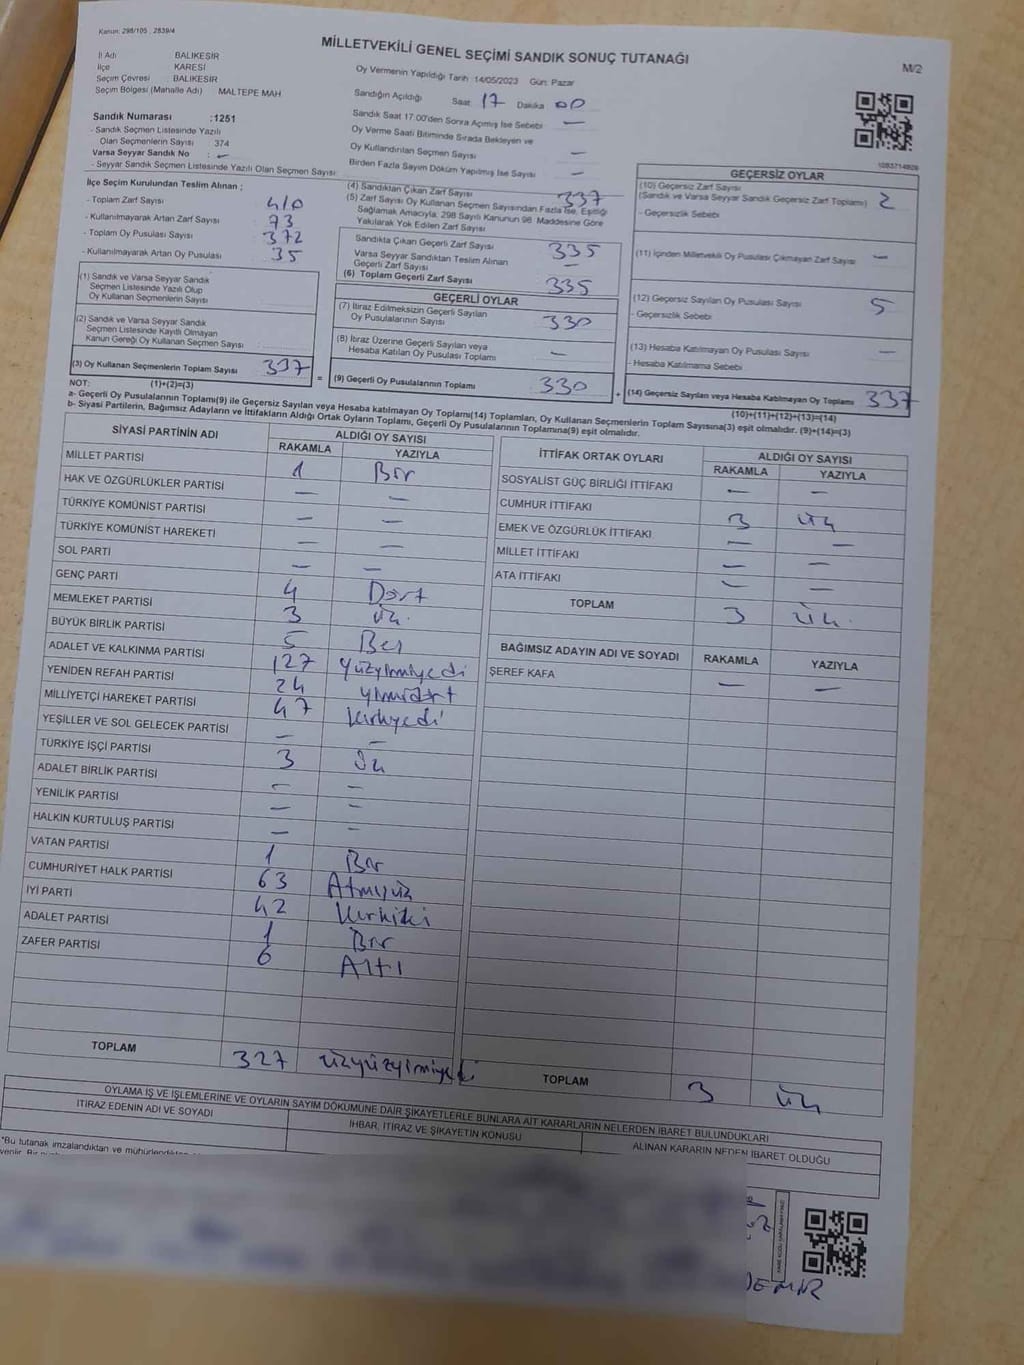 Kanun: 298/105 , 2839/4
MİLLETVEKİLİ GENEL SEÇİMİ SANDIK SONUÇ TUTANAĞI
M/2
İl Adı BALIKESİR
İlçe KARESİ
Seçim Çevresi BALIKESİR
Seçim Bölgesi (Mahalle Adı) MALTEPE MAH
Sandık Numarası :1251
- Sandık Seçmen Listesinde Yazılı
Olan Seçmenlerin Sayısı : 374
Varsa Seyyar Sandık No : -
- Seyyar Sandık Seçmen Listesinde Yazılı Olan Seçmen Sayısı:
Oy Vermenin Yapıldığı Tarih :14/05/2023 Gün: Pazar
Sandığın Açıldığı Saat: 17 Dakika 00
Sandık Saat 17.00'den Sonra Açımış İse Sebebi —
Oy Verme Saati Bitiminde Sırada Bekleyen ve
Oy Kullandırılan Seçmen Sayısı —
Birden Fazla Sayım Döküm Yapılmış İse Sayısı —
1083714826
İlçe Seçim Kurulundan Teslim Alınan ;
- Toplam Zarf Sayısı : 410
- Kullanılmayarak Artan Zarf Sayısı : 73
- Toplam Oy Pusulası Sayısı : 372
- Kullanılmayarak Artan Oy Pusulası : 35
(1) Sandık ve Varsa Seyyar Sandık
Seçmen Listesinde Yazılı Olup
Oy Kullanan Seçmenlerin Sayısı
(2) Sandık ve Varsa Seyyar Sandık
Seçmen Listesinde Kayıtlı Olmayan
Kanun Gereği Oy Kullanan Seçmen Sayısı :
(3) Oy Kullanan Seçmenlerin Toplam Sayısı 337
NOT: (1)+(2)=(3)
(4) Sandıktan Çıkan Zarf Sayısı 337
(5) Zarf Sayısı Oy Kullanan Seçmen Sayısından Fazla İse, Eşitliği
Sağlamak Amacıyla, 298 Sayılı Kanunun 98. Maddesine Göre
Yakılarak Yok Edilen Zarf Sayısı
Sandıkta Çıkan Geçerli Zarf Sayısı 335
Varsa Seyyar Sandıktan Teslim Alınan
Geçerli Zarf Sayısı —
(6) Toplam Geçerli Zarf Sayısı 335
GEÇERLİ OYLAR
(7) İtiraz Edilmeksizin Geçerli Sayılan
Oy Pusulalarının Sayısı 330
(8) İtiraz Üzerine Geçerli Sayılan veya
Hesaba Katılan Oy Pusulası Toplamı —
= (9) Geçerli Oy Pusulalarının Toplamı 330
GEÇERSİZ OYLAR
(10) Geçersiz Zarf Sayısı
(Sandık ve Varsa Seyyar Sandık Geçersiz Zarf Toplamı) 2
- Geçersizlik Sebebi
(11) İçinden Milletvekili Oy Pusulası Çıkmayan Zarf Sayısı —
(12) Geçersiz Sayılan Oy Pusulası Sayısı 5
- Geçersizlik Sebebi
(13) Hesaba Katılmayan Oy Pusulası Sayısı —
- Hesaba Katılmama Sebebi
+ (14) Geçersiz Sayılan veya Hesaba Katılmayan Oy Toplamı 337
(10)+(11)+(12)+(13)=(14)
a- Geçerli Oy Pusulalarının Toplamı(9) ile Geçersiz Sayılan veya Hesaba katılmayan Oy Toplamı(14) Toplamları, Oy Kullanan Seçmenlerin Toplam Sayısına(3) eşit olmalıdır. (9)+(14)=(3)
b- Siyasi Partilerin, Bağımsız Adayların ve İttifakların Aldığı Ortak Oyların Toplamı, Geçerli Oy Pusulalarının Toplamına(9) eşit olmalıdır.
SİYASİ PARTİNİN ADI ALDIĞI OY SAYISI
RAKAMLA YAZIYLA
MİLLET PARTİSİ 1 Bir
HAK VE ÖZGÜRLÜKLER PARTİSİ — —
TÜRKİYE KOMÜNİST PARTİSİ — —
TÜRKİYE KOMÜNİST HAREKETİ — —
SOL PARTİ — —
GENÇ PARTİ 4 Dört
MEMLEKET PARTİSİ 3 Üç.
BÜYÜK BİRLİK PARTİSİ 5 Beş
ADALET VE KALKINMA PARTİSİ 127 Yüzyirmiyedi
YENİDEN REFAH PARTİSİ 24 yirmidört
MİLLİYETÇİ HAREKET PARTİSİ 47 kırkyedi
YEŞİLLER VE SOL GELECEK PARTİSİ — —
TÜRKİYE İŞÇİ PARTİSİ 3 Üç
ADALET BİRLİK PARTİSİ — —
YENİLİK PARTİSİ — —
HALKIN KURTULUŞ PARTİSİ — —
VATAN PARTİSİ 1 Bir
CUMHURİYET HALK PARTİSİ 63 Atmışüç
İYİ PARTİ 42 kırkiki
ADALET PARTİSİ 1 Bir
ZAFER PARTİSİ 6 Altı
TOPLAM 327 üzyüzyirmiyedi
İTTİFAK ORTAK OYLARI ALDIĞI OY SAYISI
RAKAMLA YAZIYLA
SOSYALİST GÜÇ BİRLİĞİ İTTİFAKI — —
CUMHUR İTTİFAKI 3 üç
EMEK VE ÖZGÜRLÜK İTTİFAKI — —
MİLLET İTTİFAKI — —
ATA İTTİFAKI — —
TOPLAM 3 üç.
BAĞIMSIZ ADAYIN ADI VE SOYADI RAKAMLA YAZIYLA
ŞEREF KAFA — —
TOPLAM 3 üç
OYLAMA İŞ VE İŞLEMLERİNE VE OYLARIN SAYIM DÖKÜMÜNE DAİR ŞİKAYETLERLE BUNLARA AİT KARARLARIN NELERDEN İBARET BULUNDUKLARI
İTİRAZ EDENİN ADI VE SOYADI
İHBAR, İTİRAZ VE ŞİKAYETİN KONUSU
ALINAN KARARIN NEDEN İBARET OLDUĞU
"Bu tutanak imzalandıktan ve mühürlendikten
DEMİR